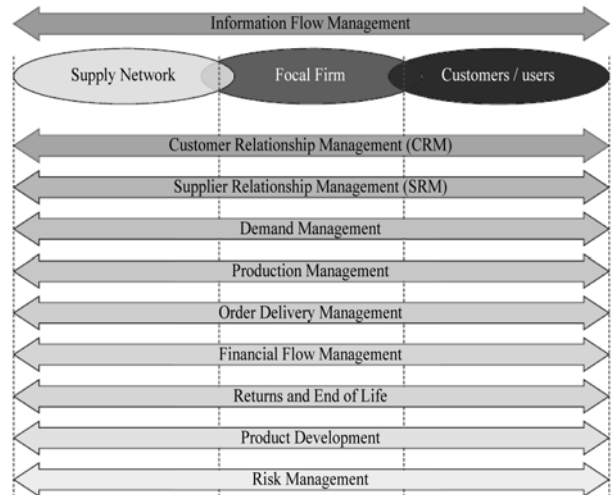 Information Flow Management
Supply Network Focal Firm Customers / users
Customer Relationship Management (CRM)
Supplier Relationship Management (SRM)
Demand Management
Production Management
Order Delivery Management
Financial Flow Management
Returns and End of Life
Product Development
Risk Management